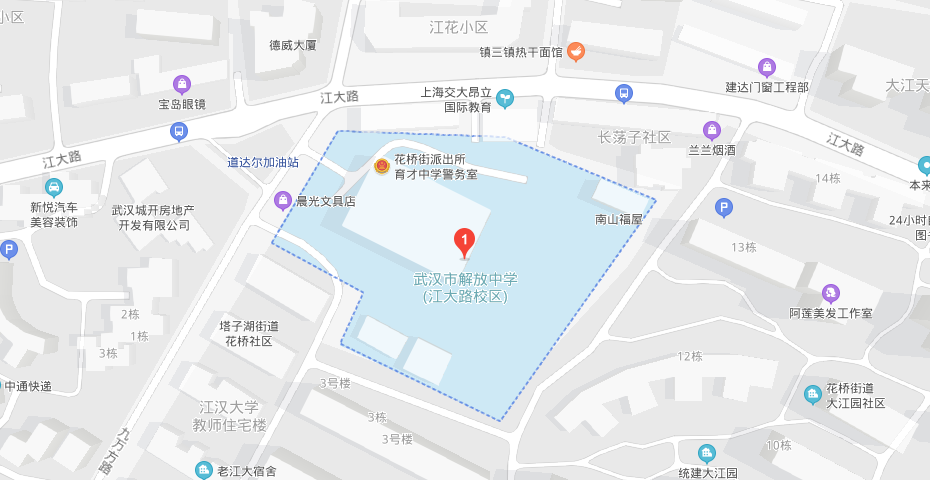 小区
德威大厦
江花小区
镇三镇热干面馆
宝岛眼镜
江大路
上海交大昂立
国际教育
建达门窗工程部
大江天
江大路
道达尔加油站
花桥街派出所
育才中学警务室
长荡子社区
兰兰烟酒
江大路
14栋
本来
新悦汽车
美容装饰
武汉城开房地产
开发有限公司
晨光文具店
南山福屋
P
24小时
图书
P
1
13栋
武汉市解放中学
(江大路校区)
2栋
1栋
3栋
塔子湖街道
花桥社区
阿莲美发工作室
12栋
中通快递
3号楼
江汉大学
教师住宅楼
3栋
3号楼
花桥街道
大江园社区
九万方路
老江大宿舍
10栋
统建大江园